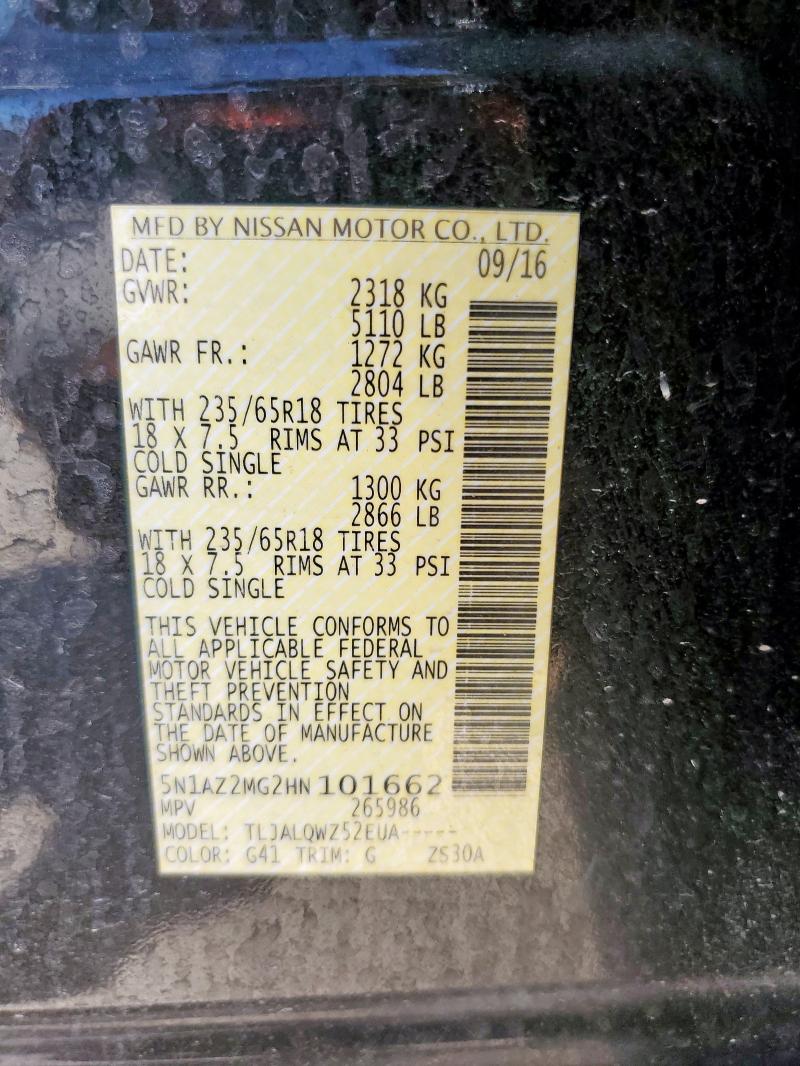 MFD BY NISSAN MOTOR CO., LTD.
DATE: 09/16
GVWR: 2318 KG
5110 LB
GAWR FR.: 1272 KG
2804 LB
WITH 235/65R18 TIRES
18 X 7.5 RIMS AT 33 PSI
COLD SINGLE
GAWR RR.: 1300 KG
2866 LB
WITH 235/65R18 TIRES
18 X 7.5 RIMS AT 33 PSI
COLD SINGLE
THIS VEHICLE CONFORMS TO
ALL APPLICABLE FEDERAL
MOTOR VEHICLE SAFETY AND
THEFT PREVENTION
STANDARDS IN EFFECT ON
THE DATE OF MANUFACTURE
SHOWN ABOVE.
5N1AZ2MG2HN101662
MPV 265986
MODEL: TLJALQWZ52EUA-----
COLOR: G41 TRIM: G ZS30A